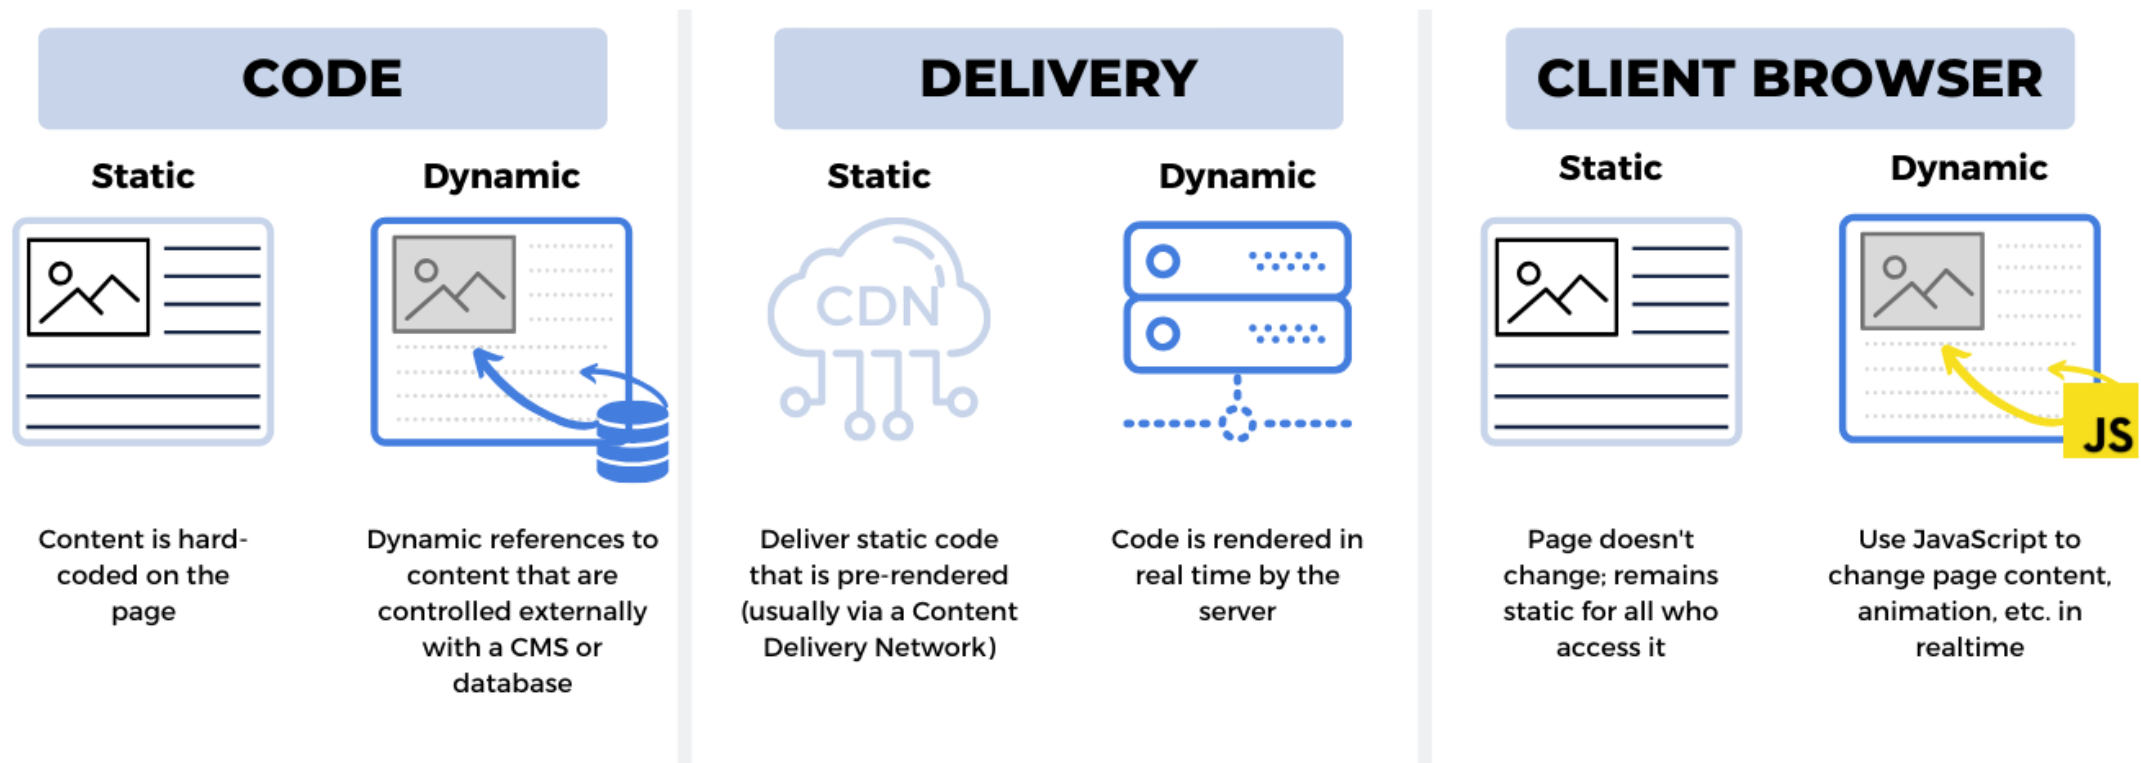 CODE
Static
Dynamic
Content is hard-
coded on the
page
Dynamic references to
content that are
controlled externally
with a CMS or
database
DELIVERY
Static
Dynamic
CDN
Deliver static code
that is pre-rendered
(usually via a Content
Delivery Network)
Code is rendered in
real time by the
server
CLIENT BROWSER
Static
Dynamic
JS
Page doesn't
change; remains
static for all who
access it
Use JavaScript to
change page content,
animation, etc. in
realtime